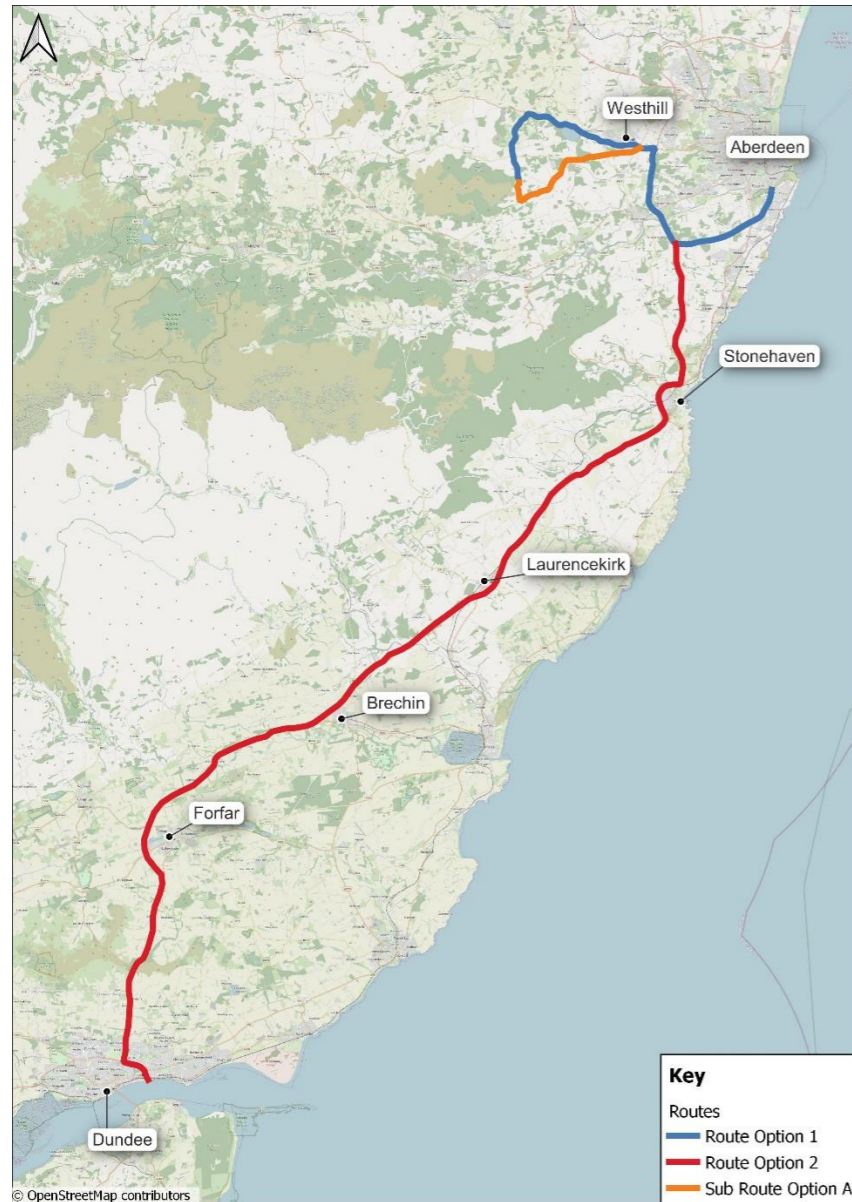 Westhill
Aberdeen
Stonehaven
Laurencekirk
Brechin
Forfar
Dundee
Key
Routes
Route Option 1
Route Option 2
Sub Route Option A
© OpenStreetMap contributors